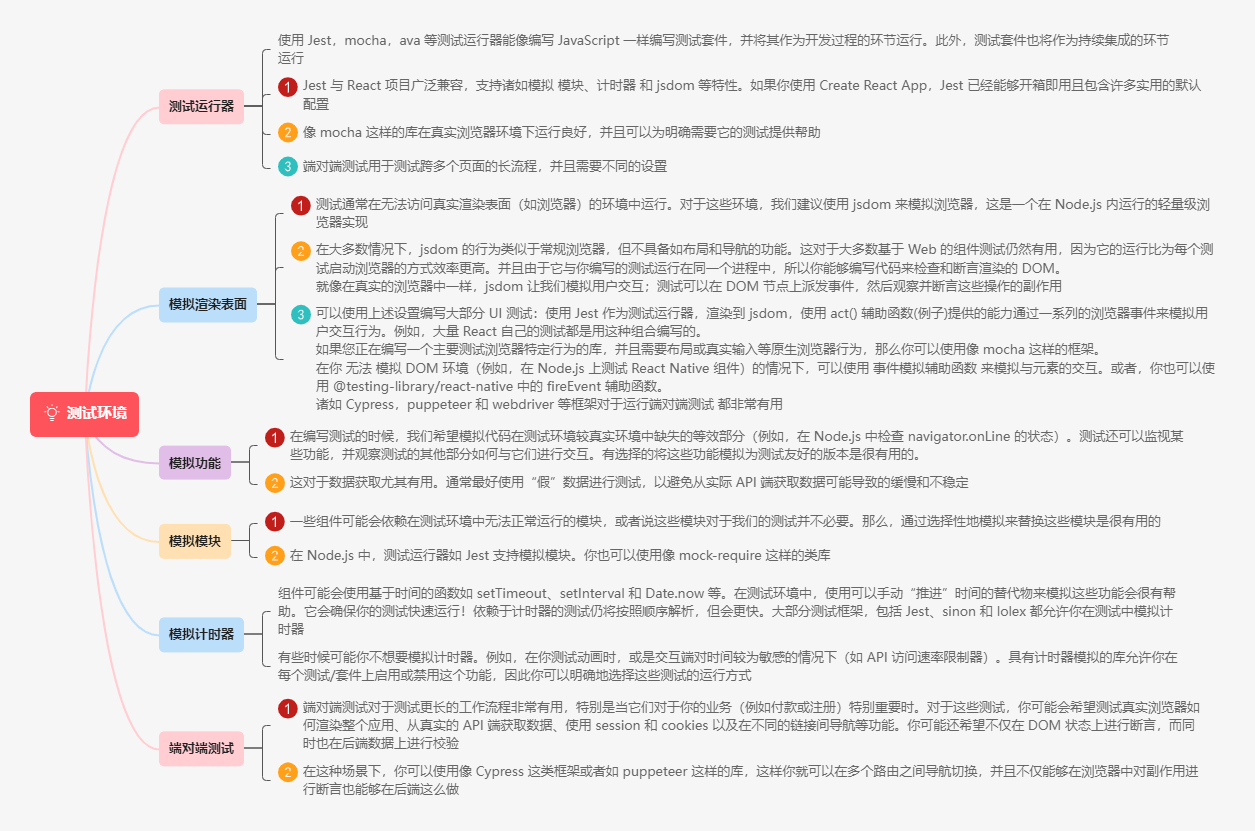 测试环境
测试运行器
使用 Jest，mocha，ava 等测试运行器能像编写 JavaScript 一样编写测试套件，并将其作为开发过程的环节运行。此外，测试套件也将作为持续集成的环节
运行
1 Jest 与 React 项目广泛兼容，支持诸如模拟 模块、计时器 和 jsdom 等特性。如果你使用 Create React App，Jest 已经能够开箱即用且包含许多实用的默认
配置
2 像 mocha 这样的库在真实浏览器环境下运行良好，并且可以为明确需要它的测试提供帮助
3 端对端测试用于测试跨多个页面的长流程，并且需要不同的设置
模拟渲染表面
1 测试通常在无法访问真实渲染表面（如浏览器）的环境中运行。对于这些环境，我们建议使用 jsdom 来模拟浏览器，这是一个在 Node.js 内运行的轻量级浏
览器实现
2 在大多数情况下，jsdom 的行为类似于常规浏览器，但不具备如布局和导航的功能。这对于大多数基于 Web 的组件测试仍然有用，因为它的运行比为每个测
试启动浏览器的方式效率更高。并且由于它与你编写的测试运行在同一个进程中，所以你能够编写代码来检查和断言渲染的 DOM。
就像在真实的浏览器中一样，jsdom 让我们模拟用户交互；测试可以在 DOM 节点上派发事件，然后观察并断言这些操作的副作用
3 可以使用上述设置编写大部分 UI 测试：使用 Jest 作为测试运行器，渲染到 jsdom，使用 act() 辅助函数(例子)提供的能力通过一系列的浏览器事件来模拟用
户交互行为。例如，大量 React 自己的测试都是用这种组合编写的。
如果您正在编写一个主要测试浏览器特定行为的库，并且需要布局或真实输入等原生浏览器行为，那么你可以使用像 mocha 这样的框架。
在你 无法 模拟 DOM 环境（例如，在 Node.js 上测试 React Native 组件）的情况下，可以使用 事件模拟辅助函数 来模拟与元素的交互。或者，你也可以使
用 @testing-library/react-native 中的 fireEvent 辅助函数。
诸如 Cypress，puppeteer 和 webdriver 等框架对于运行端对端测试 都非常有用
模拟功能
1 在编写测试的时候，我们希望模拟代码在测试环境较真实环境中缺失的等效部分（例如，在 Node.js 中检查 navigator.onLine 的状态）。测试还可以监视某
些功能，并观察测试的其他部分如何与它们进行交互。有选择的将这些功能模拟为测试友好的版本是很有用的。
2 这对于数据获取尤其有用。通常最好使用“假”数据进行测试，以避免从实际 API 端获取数据可能导致的缓慢和不稳定
模拟模块
1 一些组件可能会依赖在测试环境中无法正常运行的模块，或者说这些模块对于我们的测试并不必要。那么，通过选择性地模拟来替换这些模块是很有用的
2 在 Node.js 中，测试运行器如 Jest 支持模拟模块。你也可以使用像 mock-require 这样的类库
模拟计时器
组件可能会使用基于时间的函数如 setTimeout、setInterval 和 Date.now 等。在测试环境中，使用可以手动“推进”时间的替代物来模拟这些功能会很有帮
助。它会确保你的测试快速运行！依赖于计时器的测试仍将按照顺序解析，但会更快。大部分测试框架，包括 Jest、sinon 和 lolex 都允许你在测试中模拟计
时器
有些时候可能你不想要模拟计时器。例如，在你测试动画时，或是交互端对时间较为敏感的情况下（如 API 访问速率限制器）。具有计时器模拟的库允许你在
每个测试/套件上启用或禁用这个功能，因此你可以明确地选择这些测试的运行方式
端对端测试
1 端对端测试对于测试更长的工作流程非常有用，特别是当它们对于你的业务（例如付款或注册）特别重要时。对于这些测试，你可能会希望测试真实浏览器如
何渲染整个应用、从真实的 API 端获取数据、使用 session 和 cookies 以及在不同的链接间导航等功能。你可能还希望不仅在 DOM 状态上进行断言，而同
时也在后端数据上进行校验
2 在这种场景下，你可以使用像 Cypress 这类框架或者如 puppeteer 这样的库，这样你就可以在多个路由之间导航切换，并且不仅能够在浏览器中对副作用进
行断言也能够在后端这么做